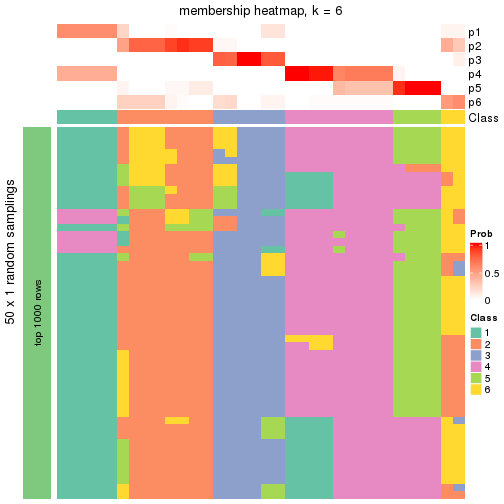 membership heatmap, k = 6
p1
p2
p3
p4
p5
p6
Class
50 x 1 random samplings
top 1000 rows
Prob
1
0.5
0
Class
1
2
3
4
5
6